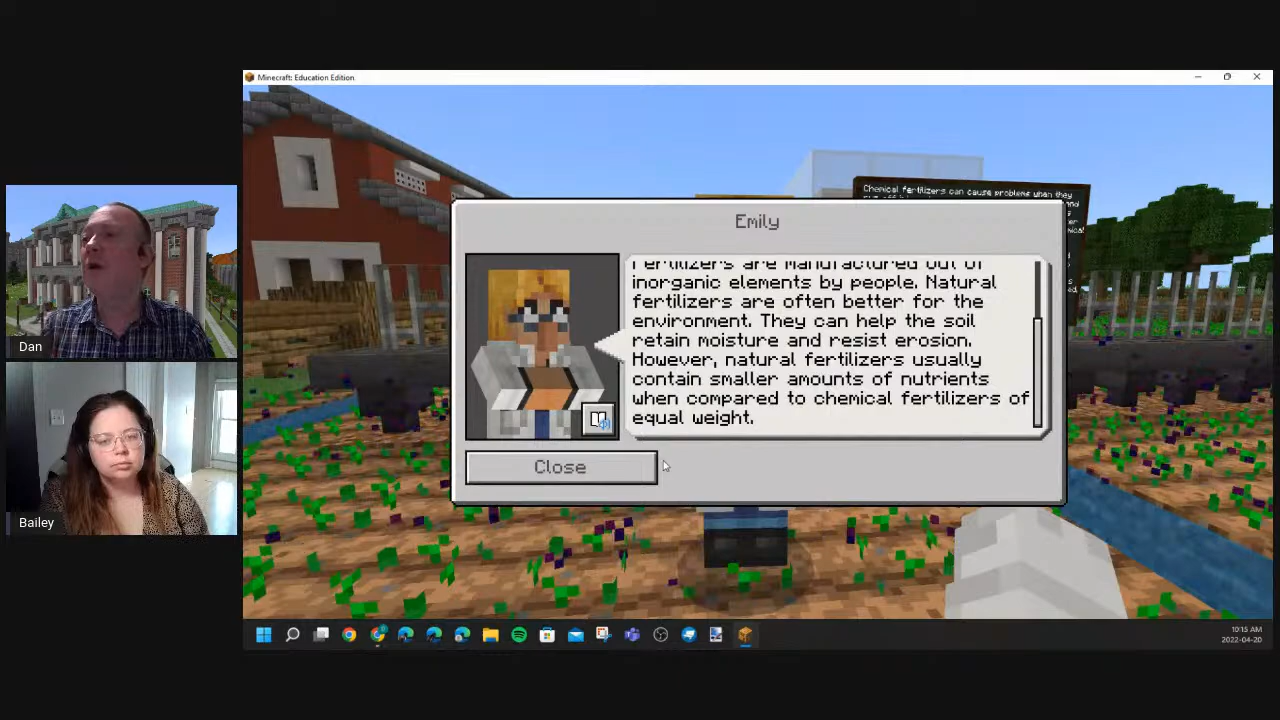 Minecraft: Education Edition
Chemical fertilizers can cause problems when they
Emily
Fertilizers are manufactured out of
inorganic elements by people. Natural
fertilizers are often better for the
environment. They can help the soil
retain moisture and resist erosion.
However, natural fertilizers usually
contain smaller amounts of nutrients
when compared to chemical fertilizers of
equal weight.
Close
Dan
Bailey
10:15 AM
2022-04-20